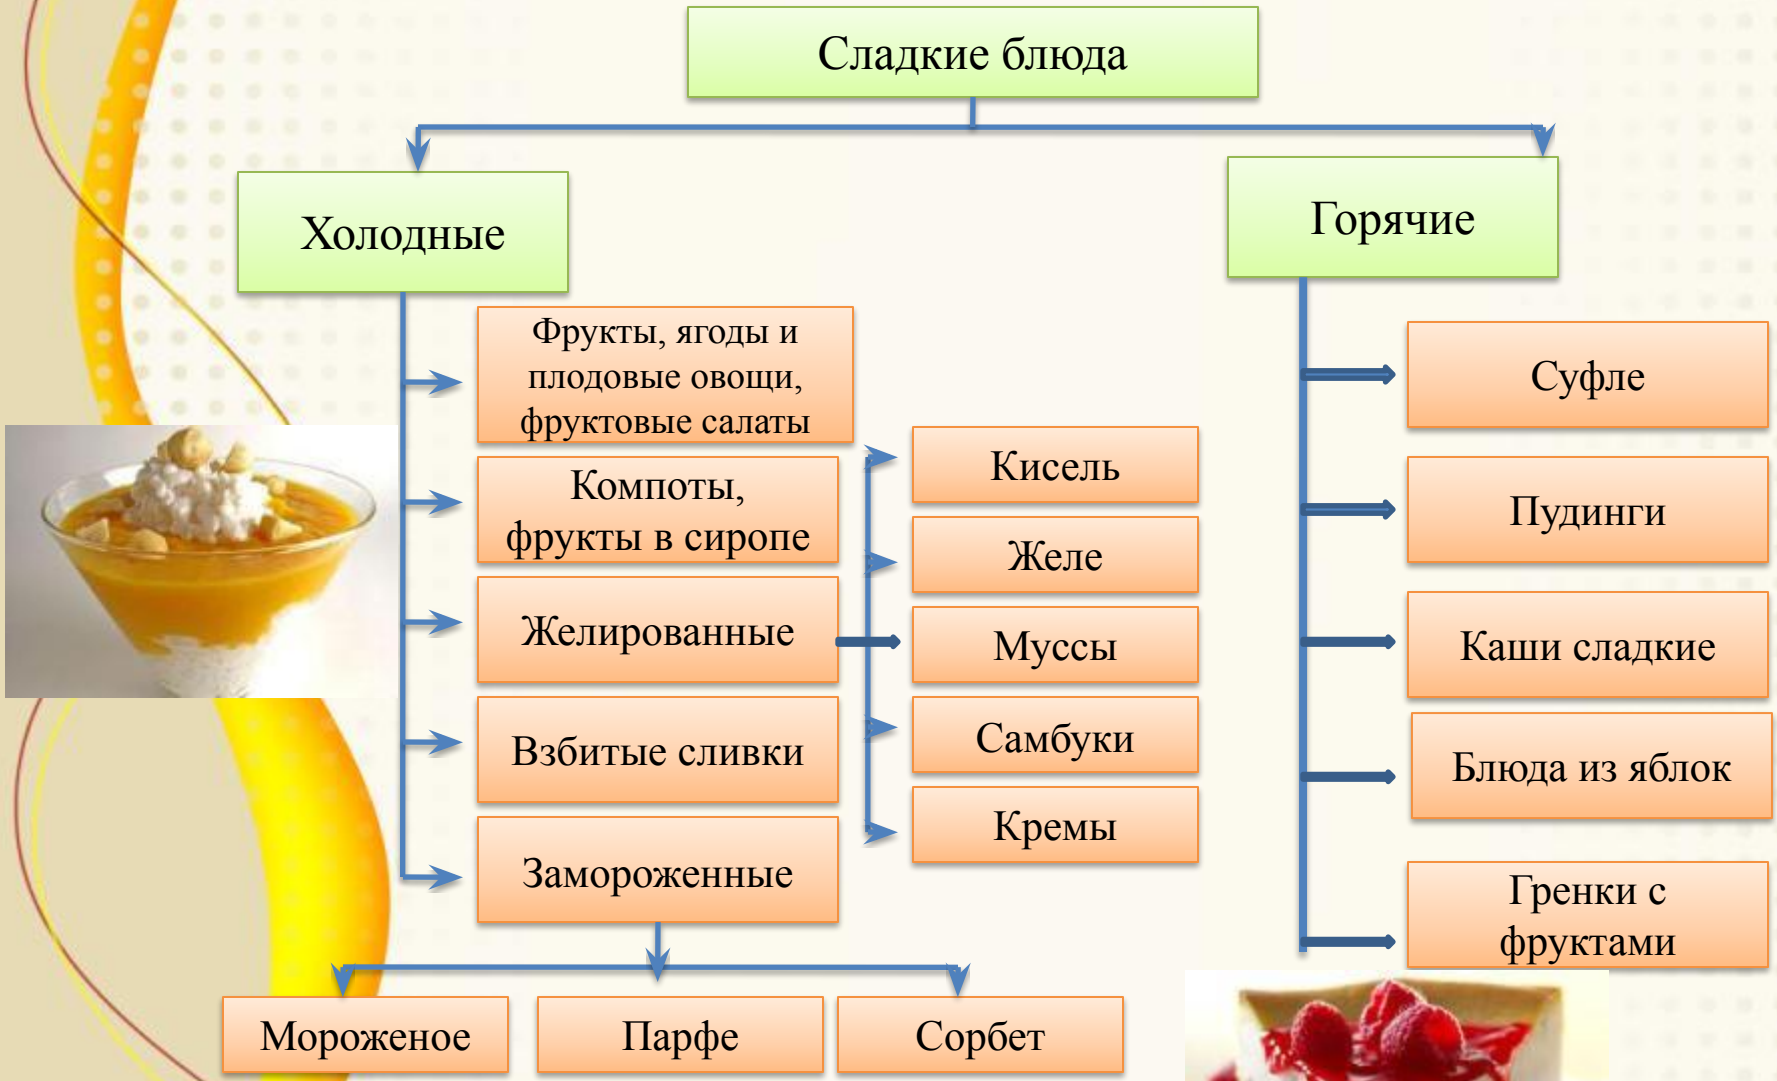 Сладкие блюда
Холодные
Горячие
Фрукты, ягоды и
плодовые овощи,
фруктовые салаты
Компоты,
фрукты в сиропе
Желированные
Взбитые сливки
Замороженные
Кисель
Желе
Муссы
Самбуки
Кремы
Мороженое
Парфе
Сорбет
Суфле
Пудинги
Каши сладкие
Блюда из яблок
Гренки с
фруктами